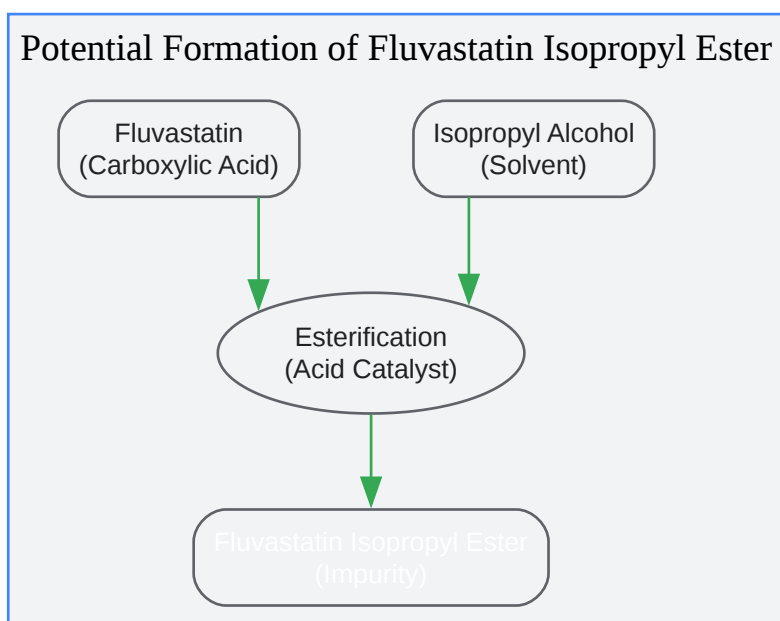 Potential Formation of Fluvastatin Isopropyl Ester
Fluvastatin
(Carboxylic Acid)
Isopropyl Alcohol
(Solvent)
Esterification
(Acid Catalyst)
Fluvastatin Isopropyl Ester
(Impurity)